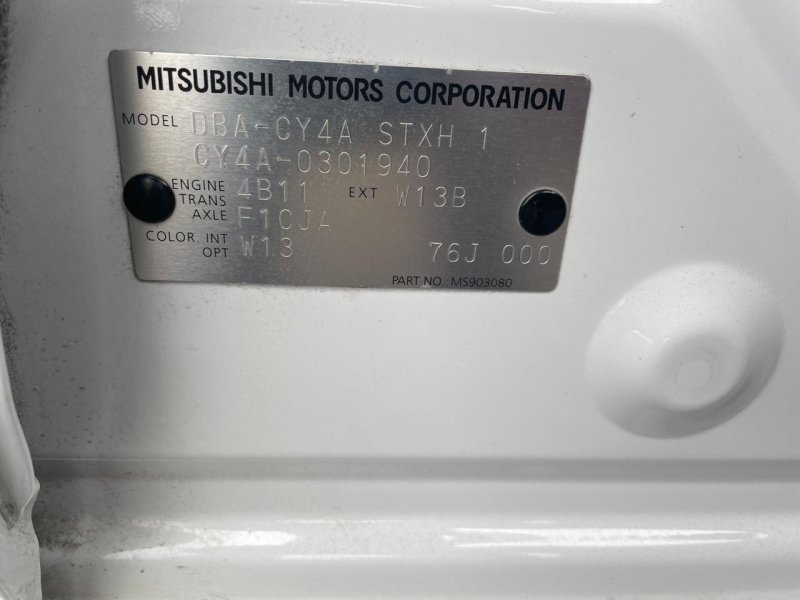 MITSUBISHI MOTORS CORPORATION
MODEL DBA-CY4A STXH 1
CY4A-0301940
ENGINE 4B11 EXT W13B
TRANS
AXLE F1CJA
COLOR. INT W13 76J 000
OPT
PART NO.: MS903080